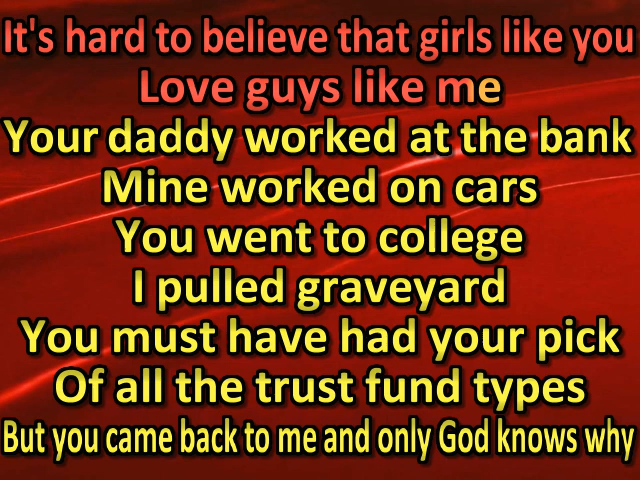 It's hard to believe that girls like you
Love guys like me
Your daddy worked at the bank
Mine worked on cars
You went to college
I pulled graveyard
You must have had your pick
Of all the trust fund types
But you came back to me and only God knows why